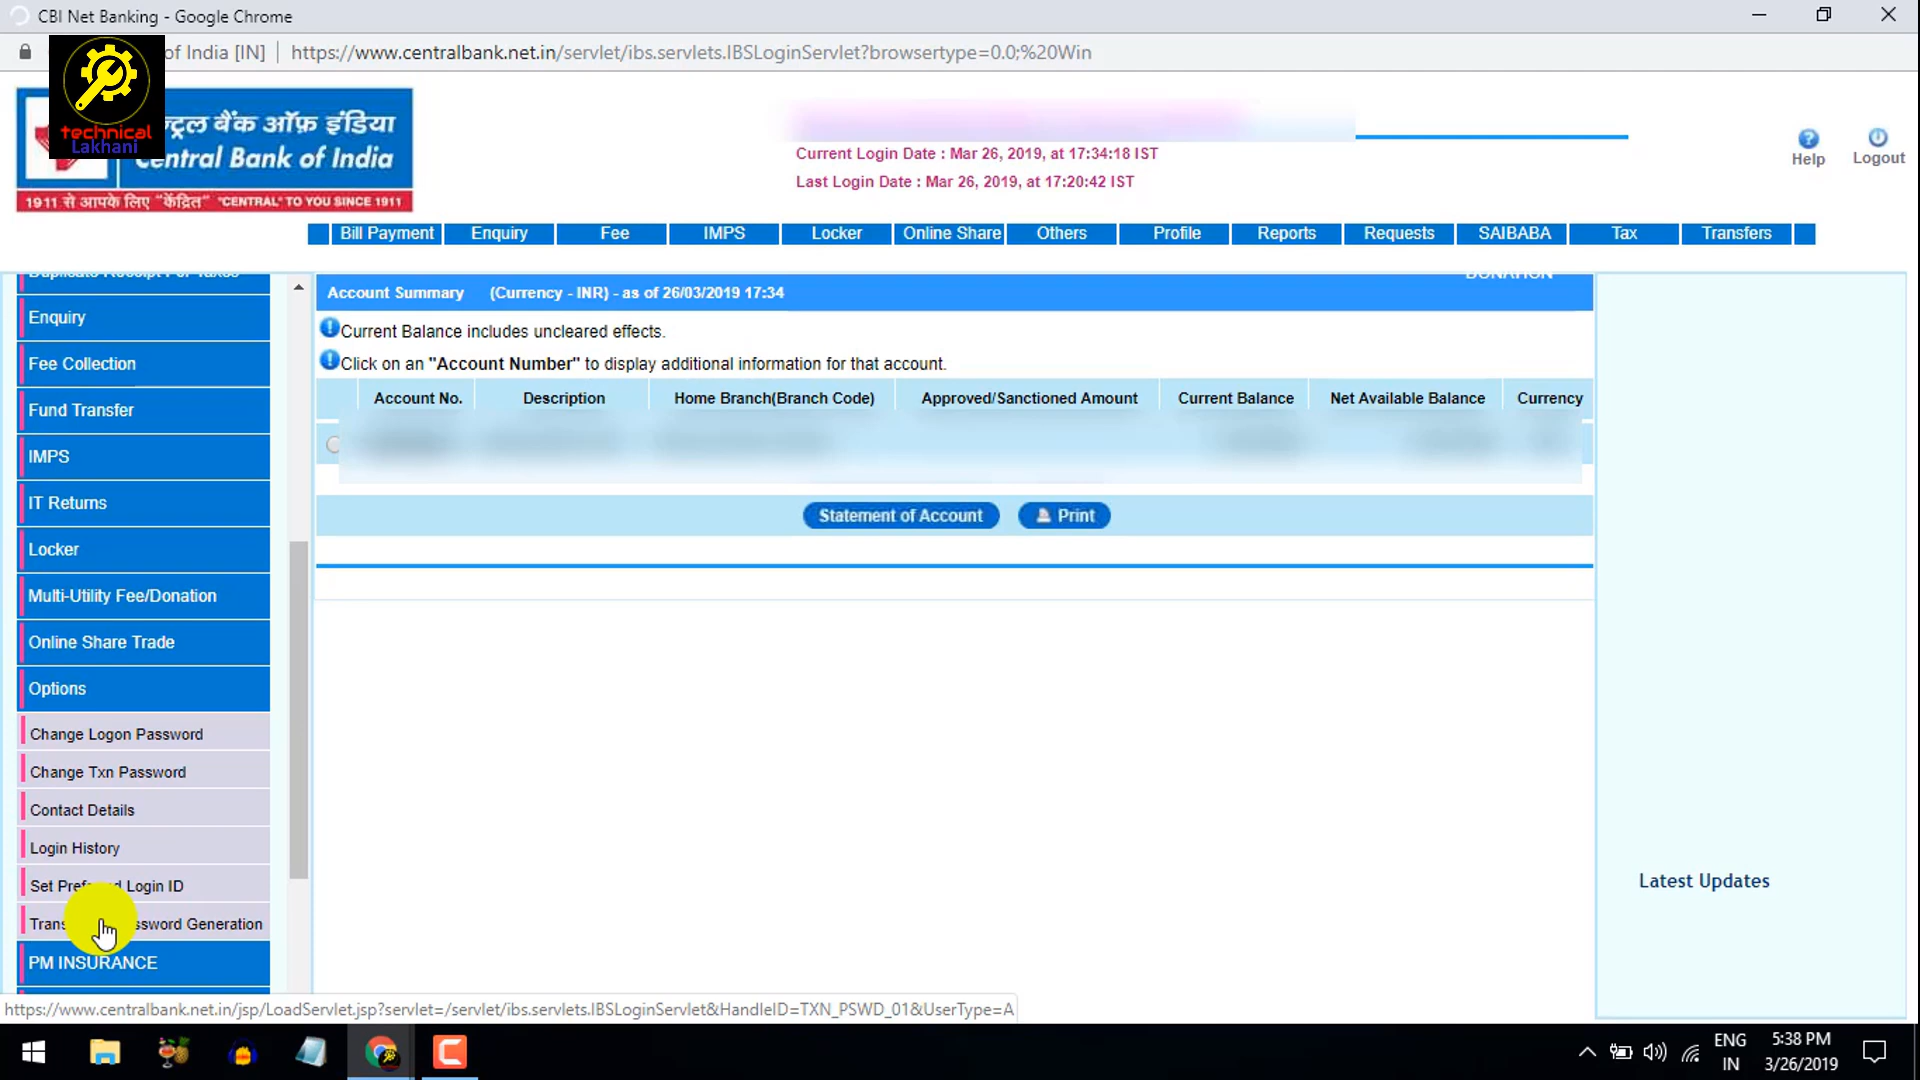 CBI Net Banking - Google Chrome
of India [IN] | https://www.centralbank.net.in/servlet/ibs.servlets.IBSLoginServlet?browsertype=0.0;%20Win
technical
Lakhani
बैंक ऑफ़ इंडिया
Central Bank of India
1911 से आपके लिए "केंद्रित" "CENTRAL" TO YOU SINCE 1911
Current Login Date : Mar 26, 2019, at 17:34:18 IST
Last Login Date : Mar 26, 2019, at 17:20:42 IST
Help
Logout
Bill Payment Enquiry Fee IMPS Locker Online Share Others Profile Reports Requests SAIBABA Tax Transfers
DONATION
Duplicate Receipt For Taxes
Enquiry
Fee Collection
Fund Transfer
IMPS
IT Returns
Locker
Multi-Utility Fee/Donation
Online Share Trade
Options
Change Logon Password
Change Txn Password
Contact Details
Login History
Set Login ID
Generation
PM INSURANCE
Account Summary (Currency - INR) - as of 26/03/2019 17:34
Current Balance includes uncleared effects.
Click on an "Account Number" to display additional information for that account.
Account No. Description Home Branch(Branch Code) Approved/Sanctioned Amount Current Balance Net Available Balance Currency
Statement of Account Print
Latest Updates
https://www.centralbank.net.in/jsp/LoadServlet.jsp?servlet=/servlet/ibs.servlets.IBSLoginServlet&HandleID=TXN_PSWD_01&UserType=A
ENG
IN
5:38 PM
3/26/2019